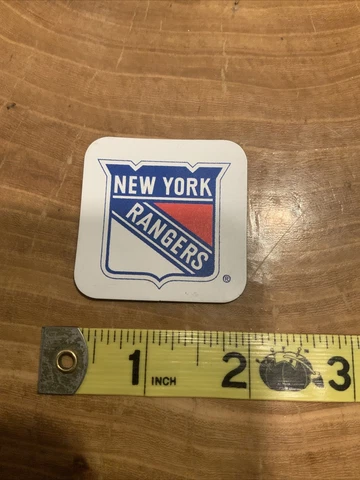 NEW YORK
RANGERS
®
1 INCH 2 3